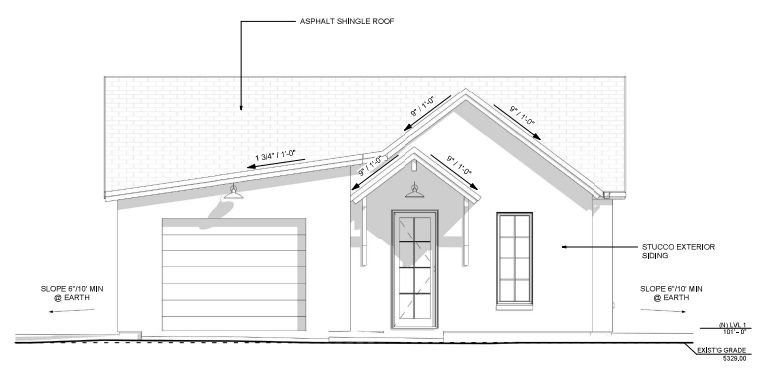 ASPHALT SHINGLE ROOF
9" / 1'-0"
9" / 1'-0"
1 3/4" / 1'-0"
9" / 1'-0"
9" / 1'-0"
STUCCO EXTERIOR
SIDING
SLOPE 6"/10' MIN
@ EARTH
SLOPE 6"/10' MIN
@ EARTH
(N) LVL 1
101' - 0"
EXIST'G GRADE
5329.00